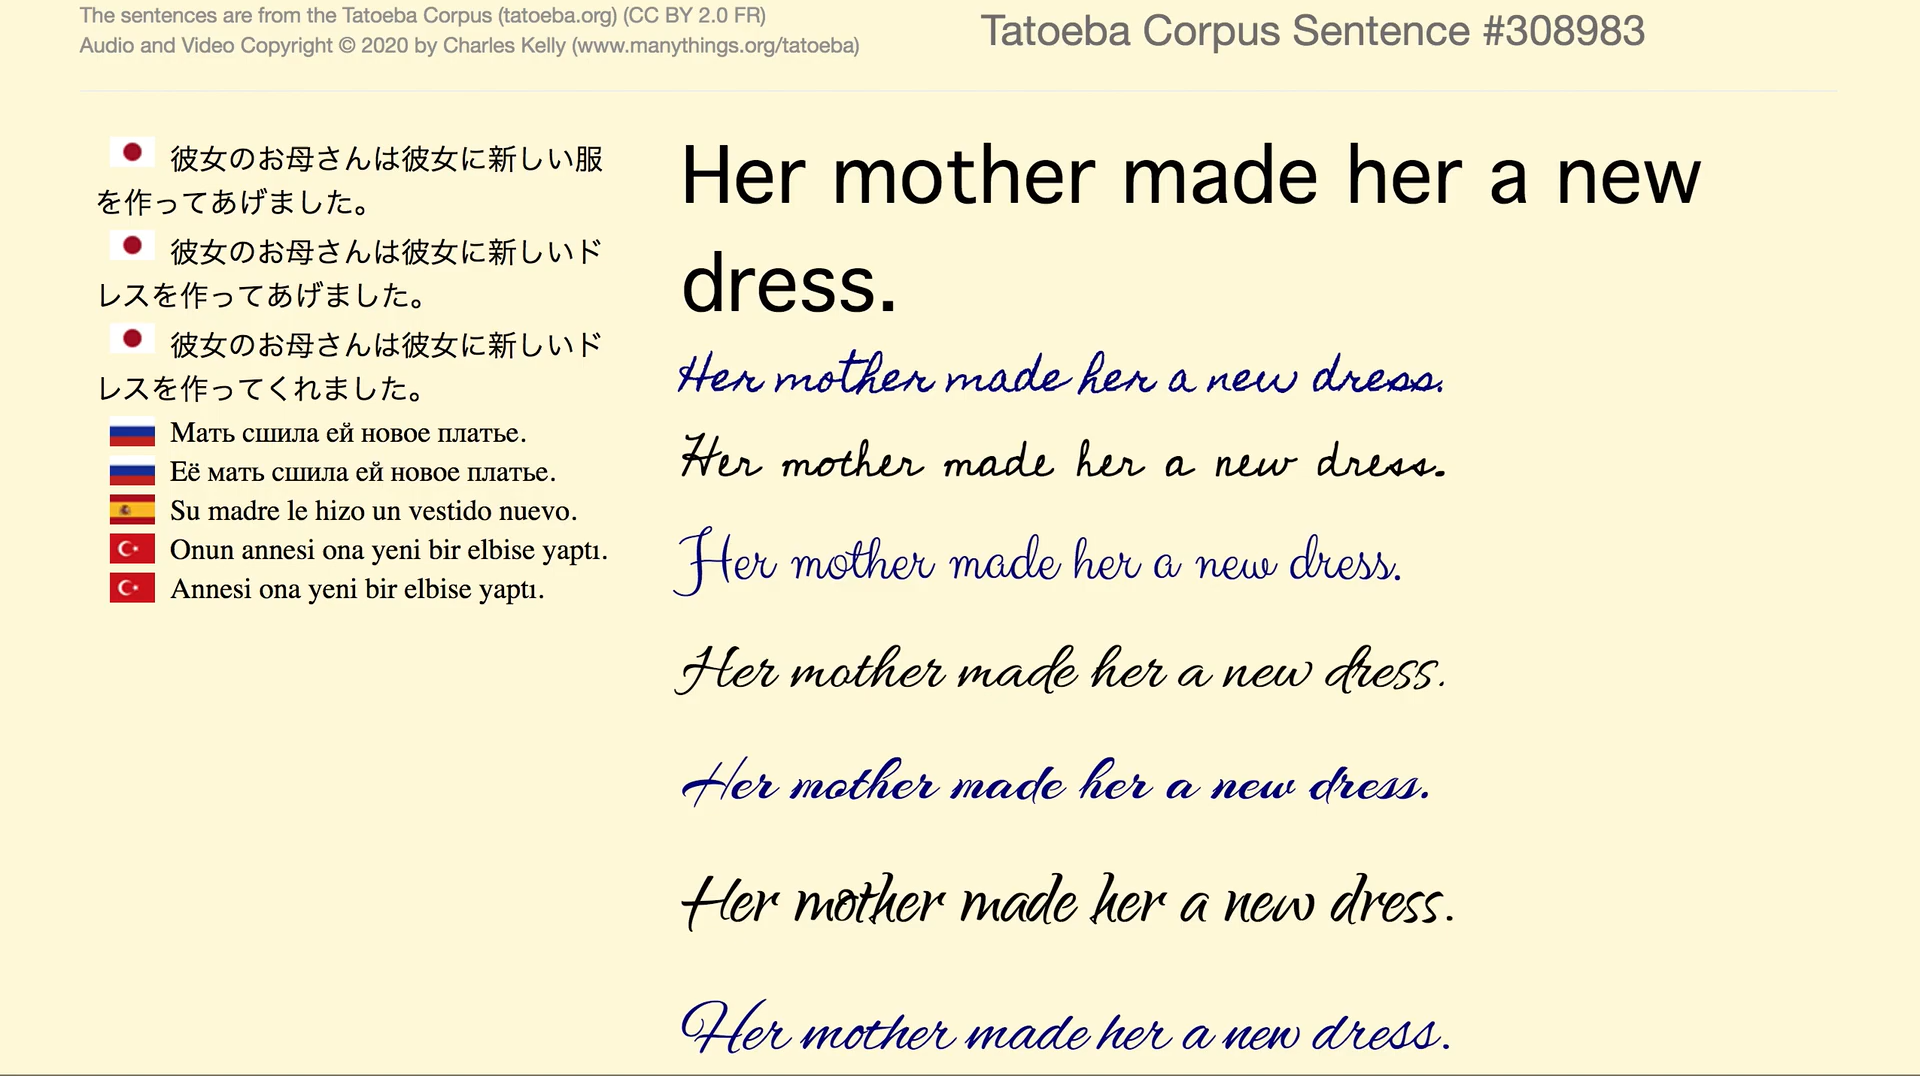 The sentences are from the Tatoeba Corpus (tatoeba.org) (CC BY 2.0 FR)
Audio and Video Copyright © 2020 by Charles Kelly (www.manythings.org/tatoeba)
Tatoeba Corpus Sentence #308983
彼女のお母さんは彼女に新しい服
を作ってあげました。
彼女のお母さんは彼女に新しいド
レスを作ってあげました。
彼女のお母さんは彼女に新しいド
レスを作ってくれました。
Мать сшила ей новое платье.
Её мать сшила ей новое платье.
Su madre le hizo un vestido nuevo.
Onun annesi ona yeni bir elbise yaptı.
Annesi ona yeni bir elbise yaptı.
Her mother made her a new
dress.
Her mother made her a new dress.
Her mother made her a new dress.
Her mother made her a new dress.
Her mother made her a new dress.
Her mother made her a new dress.
Her mother made her a new dress.
Her mother made her a new dress.